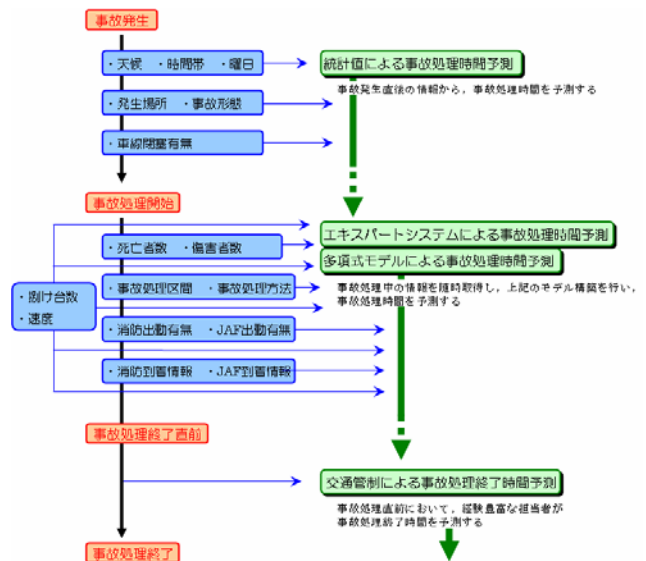 事故発生
・天候 ・時間帯 ・曜日
統計値による事故処理時間予測
事故発生直後の情報から，事故処理時間を予測する
・発生場所 ・事故形態
・車線閉塞有無
事故処理開始
エキスパートシステムによる事故処理時間予測
・死亡者数 ・傷害者数
多項式モデルによる事故処理時間予測
・事故処理区間 ・事故処理方法
事故処理中の情報を随時取得し，上記のモデル構築を行い，
事故処理時間を予測する
・捌け台数
・速度
・消防出動有無 ・JAF出動有無
・消防到着情報 ・JAF到着情報
事故処理終了直前
交通管制による事故処理終了時間予測
事故処理直前において，経験豊富な担当者が
事故処理終了時間を予測する
事故処理終了